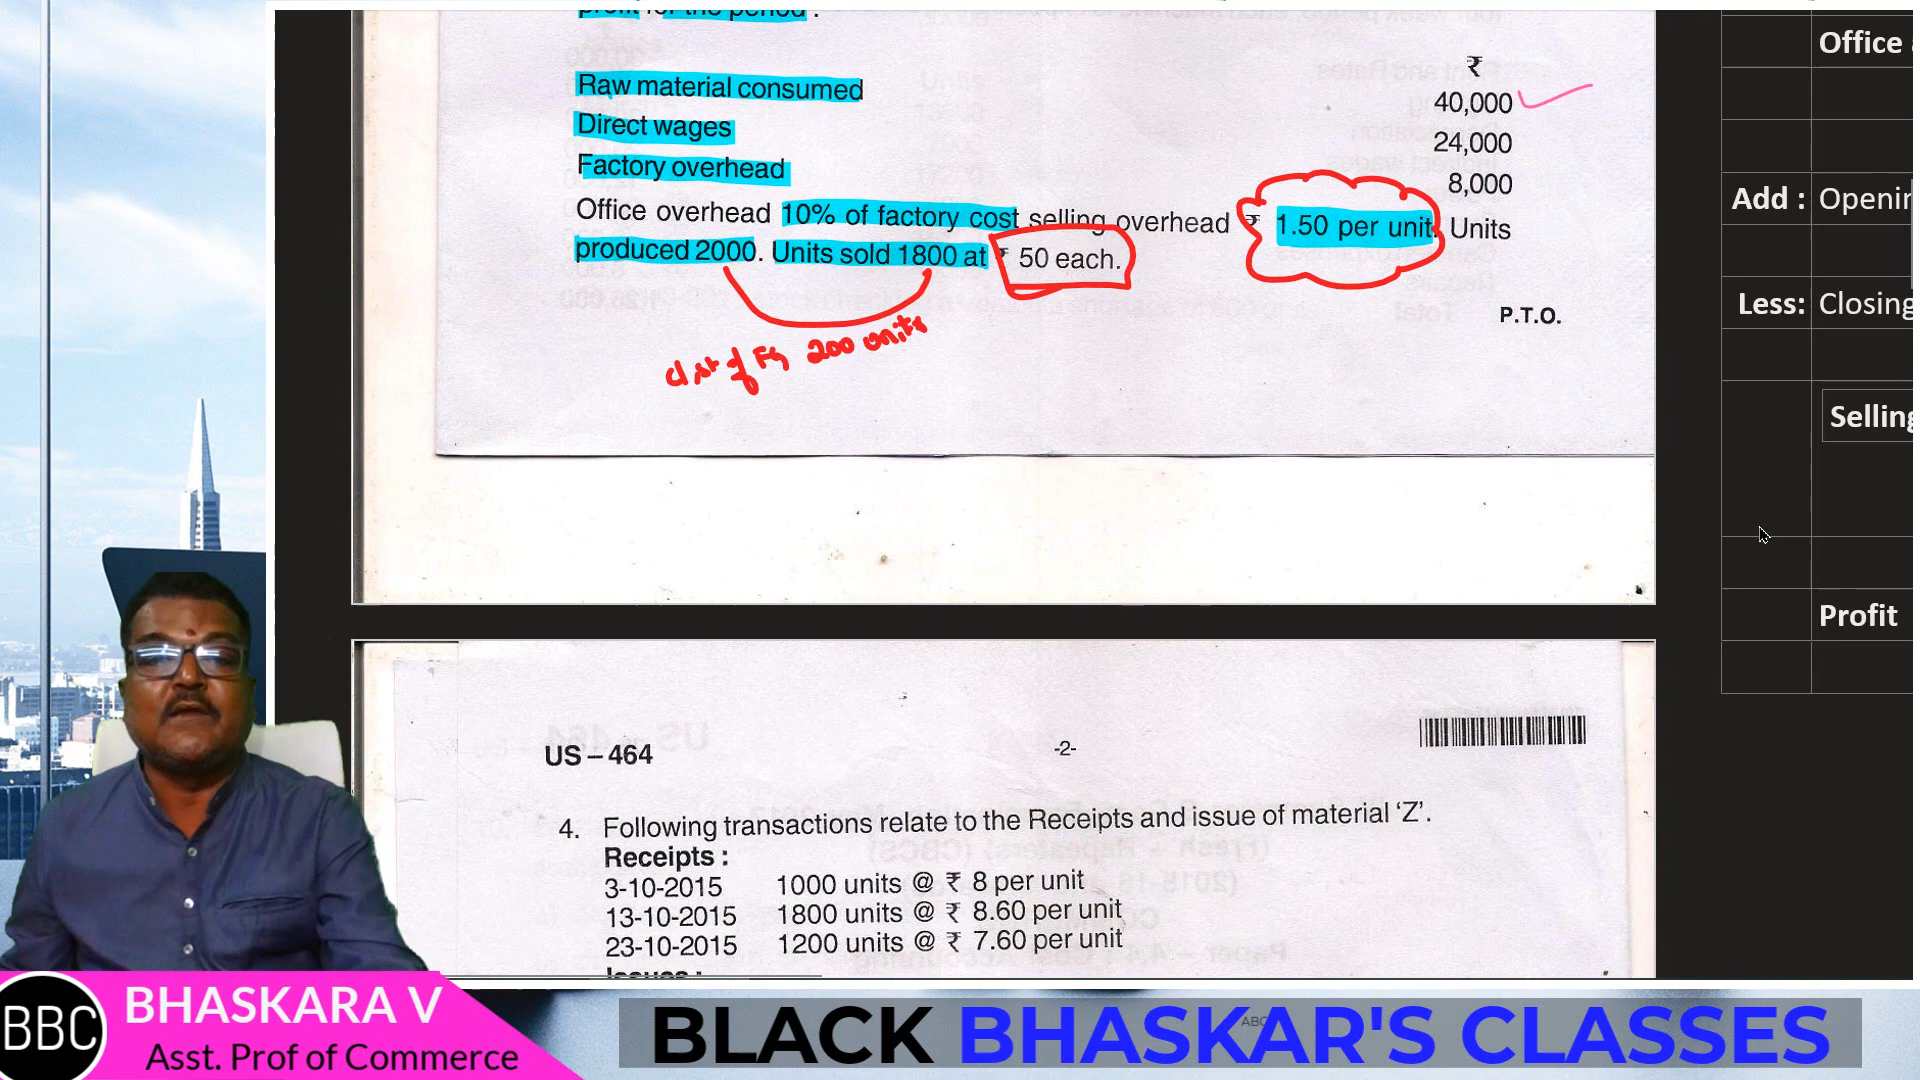 profit for the period .
₹
Raw material consumed 40,000
Direct wages 24,000
Factory overhead 8,000
Office overhead 10% of factory cost selling overhead ₹ 1.50 per unit. Units
produced 2000. Units sold 1800 at ₹ 50 each.
P.T.O.
cl.st of FG 200 units
US – 464
-2-
4. Following transactions relate to the Receipts and issue of material ‘Z’.
Receipts :
3-10-2015 1000 units @ ₹ 8 per unit
13-10-2015 1800 units @ ₹ 8.60 per unit
23-10-2015 1200 units @ ₹ 7.60 per unit
Issues :
Office
Add : Openin
Less: Closing
Selling
Profit
BBC
BHASKARA V
Asst. Prof of Commerce
BLACK BHASKAR'S CLASSES